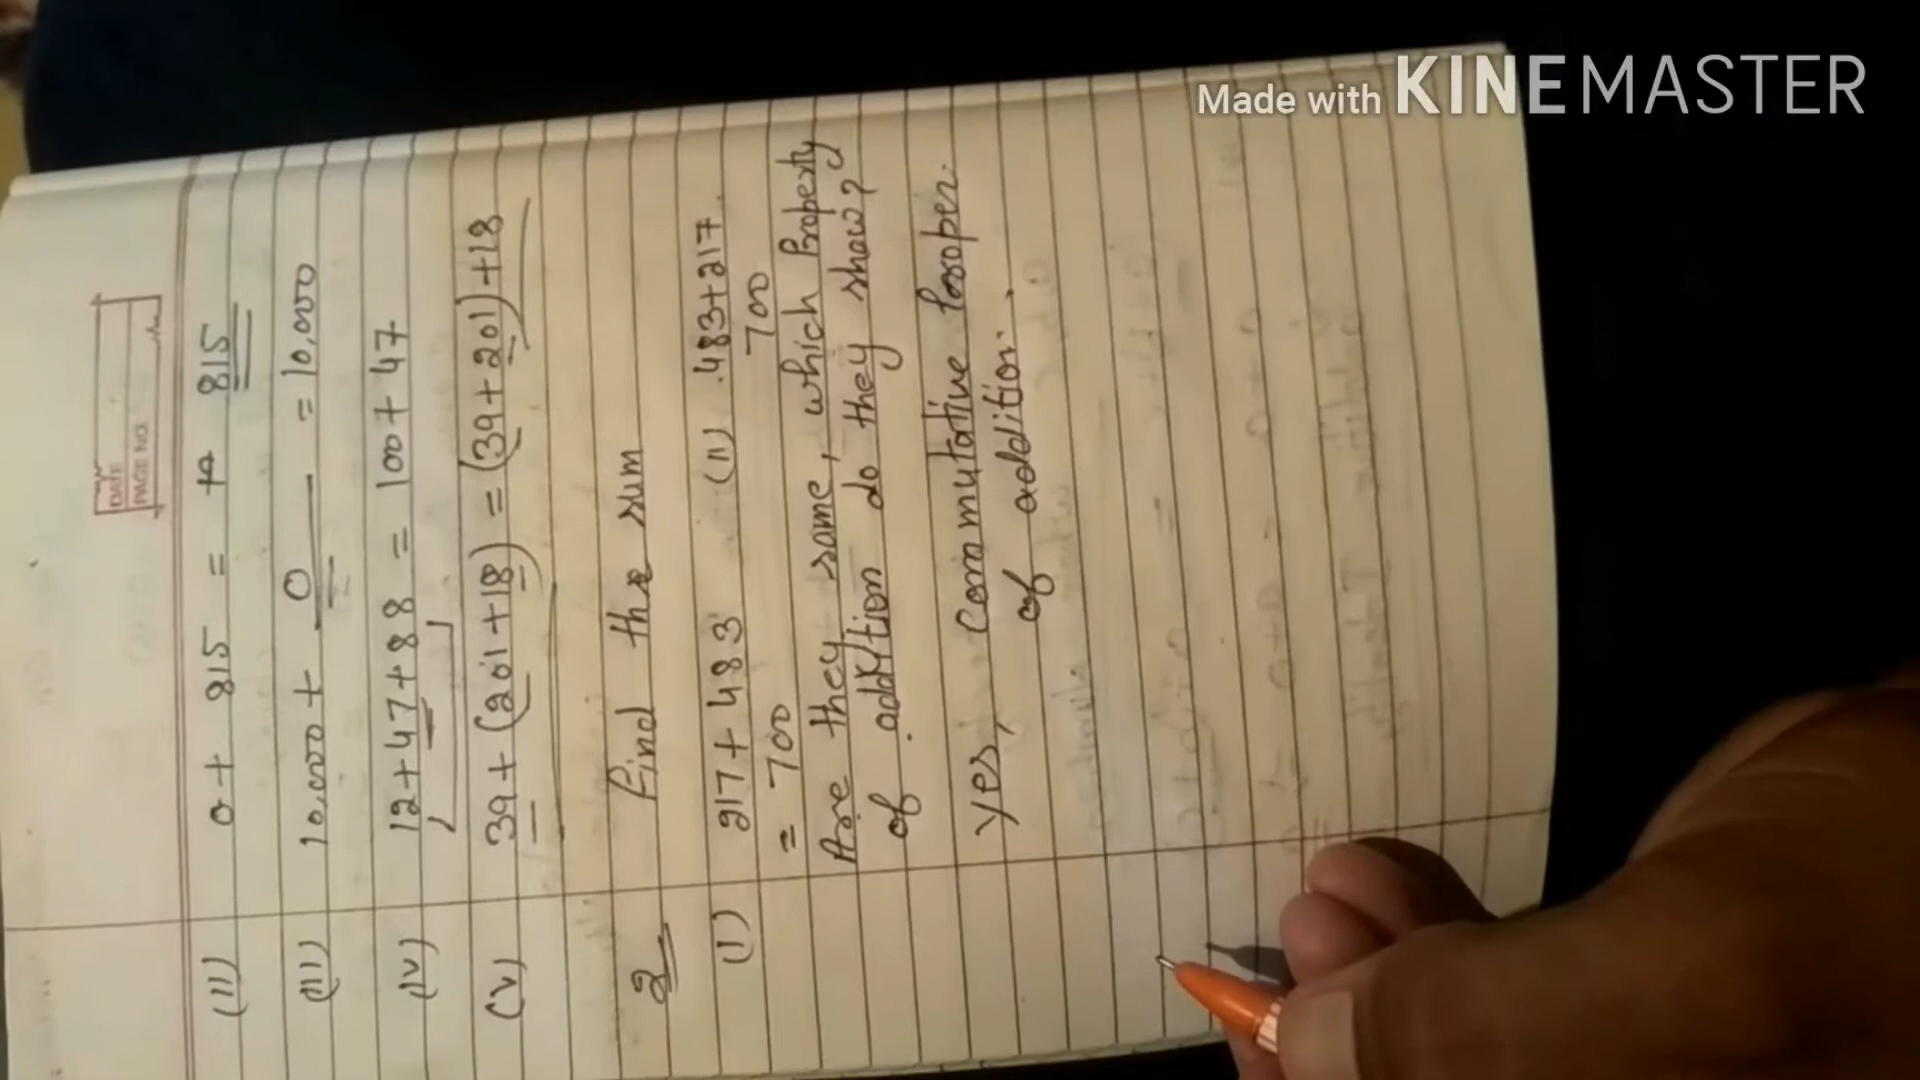 Made with KINEMASTER
DATE
PAGE NO.
(II) 0 + 815 = 815
(III) 10,000 + 0 = 10,000
(IV) 12 + 47 + 88 = 100 + 47
(V) 39 + (201 + 18) = (39 + 201) + 18
2 Find the sum
(I) 217 + 483 (II) 483 + 217
= 700 700
Are they same, which Property
of addition do they show?
Yes, Commutative
of addition.